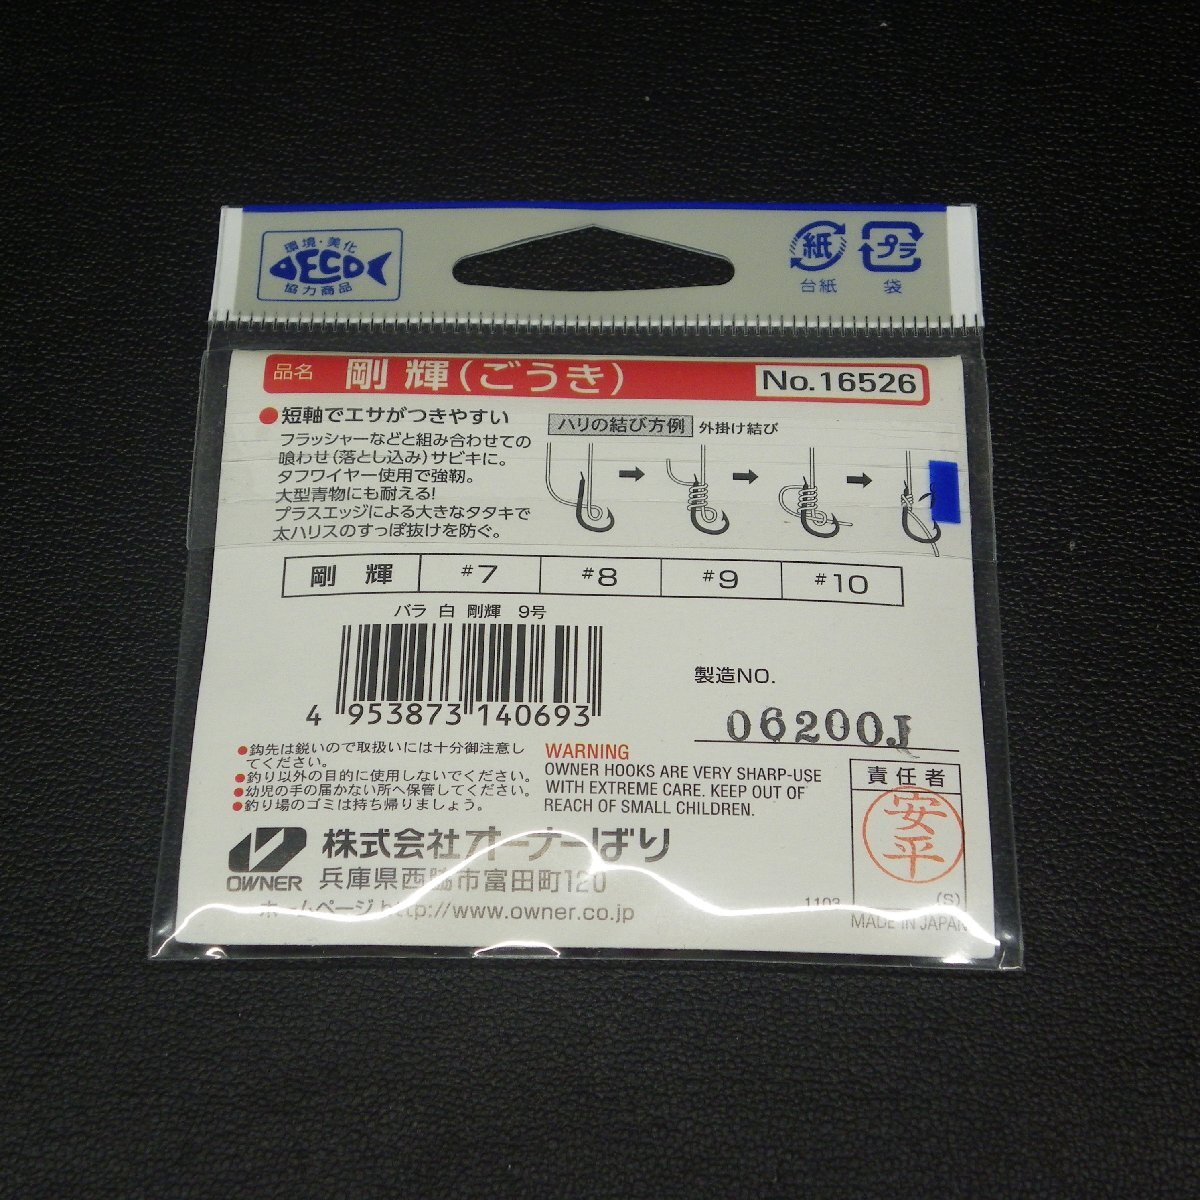 環境・美化
ECO
協力商品
紙
台紙
プラ
袋
品名 剛輝(ごうき) No.16526
●短軸でエサがつきやすい
フラッシャーなどと組み合わせての
喰わせ(落とし込み)サビキに。
タフワイヤー使用で強靭。
大型青物にも耐える!
プラスエッジによる大きなタタキで
太ハリスのすっぽ抜けを防ぐ。
ハリの結び方例 外掛け結び
剛輝 #7 #8 #9 #10
バラ 白 剛輝 9号
4 953873 140693
製造NO.
06200J
●鈎先は鋭いので取扱いには十分御注意し
てください。
●釣り以外の目的に使用しないでください。
●幼児の手の届かない所へ保管してください。
●釣り場のゴミは持ち帰りましょう。
WARNING
OWNER HOOKS ARE VERY SHARP-USE
WITH EXTREME CARE. KEEP OUT OF
REACH OF SMALL CHILDREN.
責任者
安平
OWNER
株式会社オーナーばり
兵庫県西脇市富田町120
ホームページ http://www.owner.co.jp
1103 (S)
MADE IN JAPAN